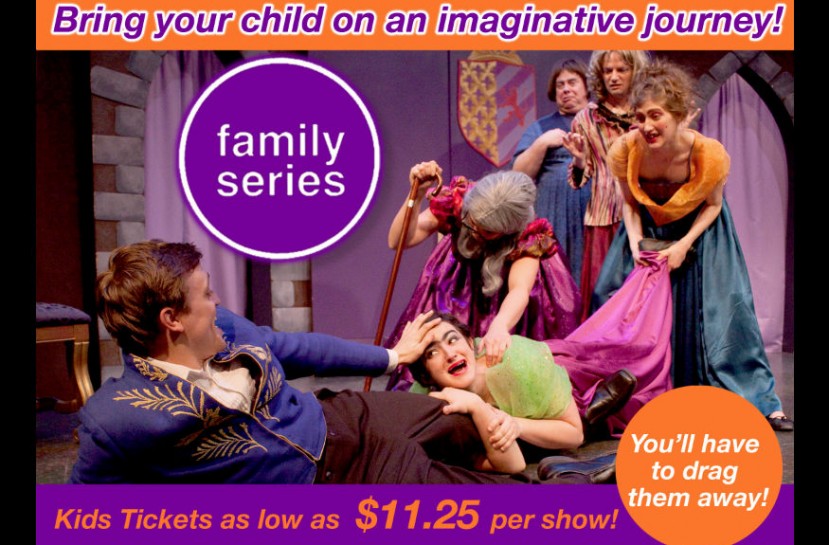 Bring your child on an imaginative journey!
family
series
You'll have
to drag
them away!
Kids Tickets as low as $11.25 per show!